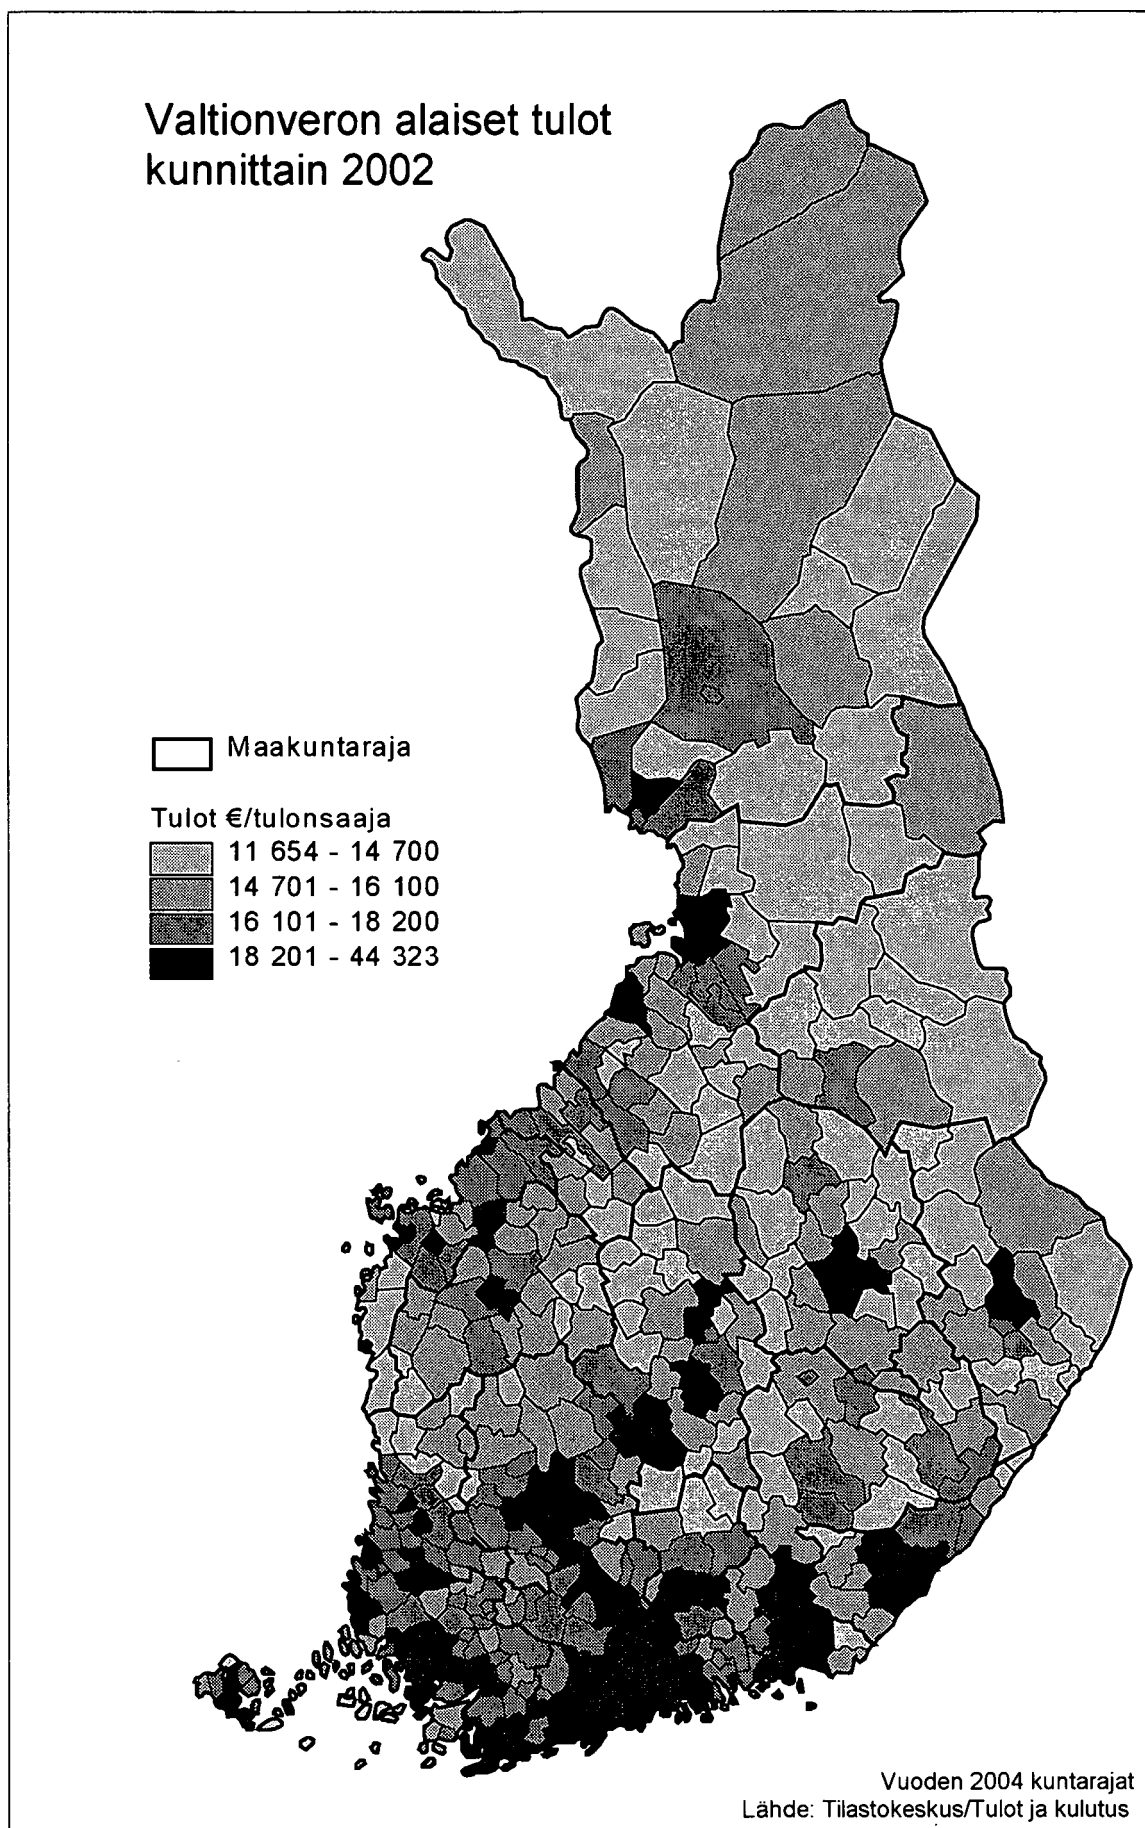 Valtionveron alaiset tulot
kunnittain 2002
Maakuntaraja
Tulot €/tulonsaaja
11 654 - 14 700
14 701 - 16 100
16 101 - 18 200
18 201 - 44 323
Vuoden 2004 kuntarajat
Lähde: Tilastokeskus/Tulot ja kulutus